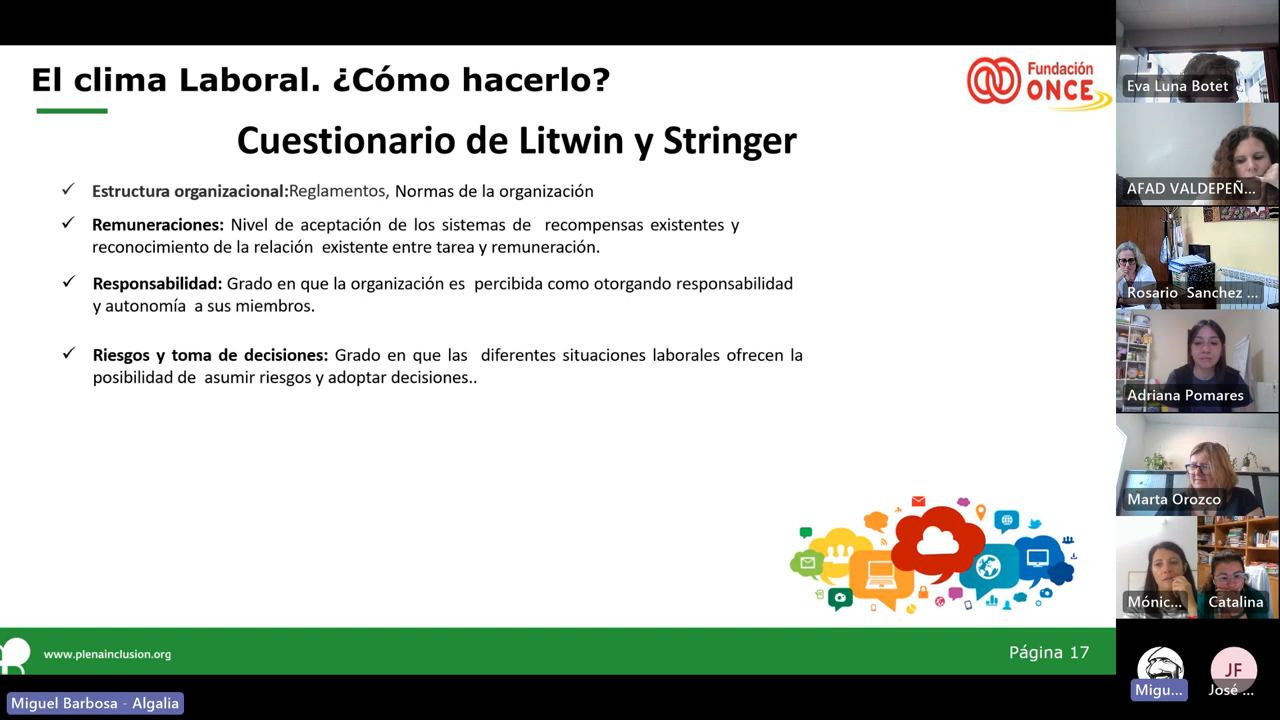 El clima Laboral. ¿Cómo hacerlo?
Fundación
ONCE
Cuestionario de Litwin y Stringer
✓ Estructura organizacional:Reglamentos, Normas de la organización
✓ Remuneraciones: Nivel de aceptación de los sistemas de recompensas existentes y
reconocimiento de la relación existente entre tarea y remuneración.
✓ Responsabilidad: Grado en que la organización es percibida como otorgando responsabilidad
y autonomía a sus miembros.
✓ Riesgos y toma de decisiones: Grado en que las diferentes situaciones laborales ofrecen la
posibilidad de asumir riesgos y adoptar decisiones..
www.plenainclusion.org
Página 17
Miguel Barbosa - Algalia
Eva Luna Botet
AFAD VALDEPEÑ...
Rosario Sanchez ...
Adriana Pomares
Marta Orozco
Mónic...
Catalina
Migu...
JF
José ...